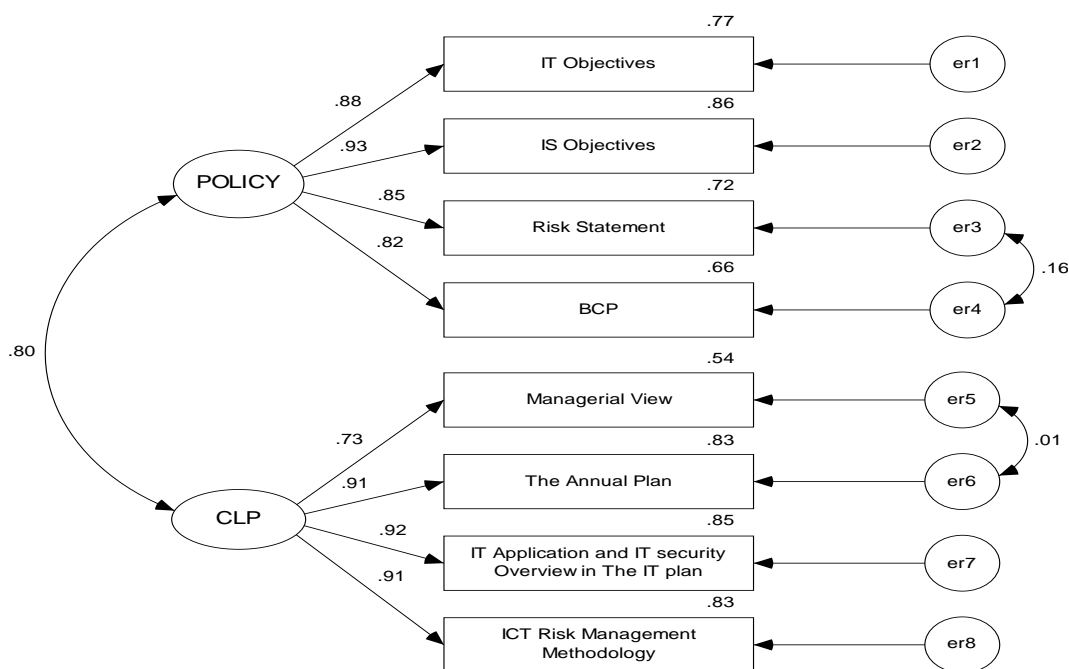 .77
IT Objectives
er1
.88
.86
.93
IS Objectives
er2
POLICY
.72
.85
Risk Statement
er3
.82
.16
.66
BCP
er4
.80
.54
Managerial View
er5
.73
.83
.01
.91
The Annual Plan
er6
CLP
.85
.92
IT Application and IT security
Overview in The IT plan
er7
.91
.83
ICT Risk Management
Methodology
er8